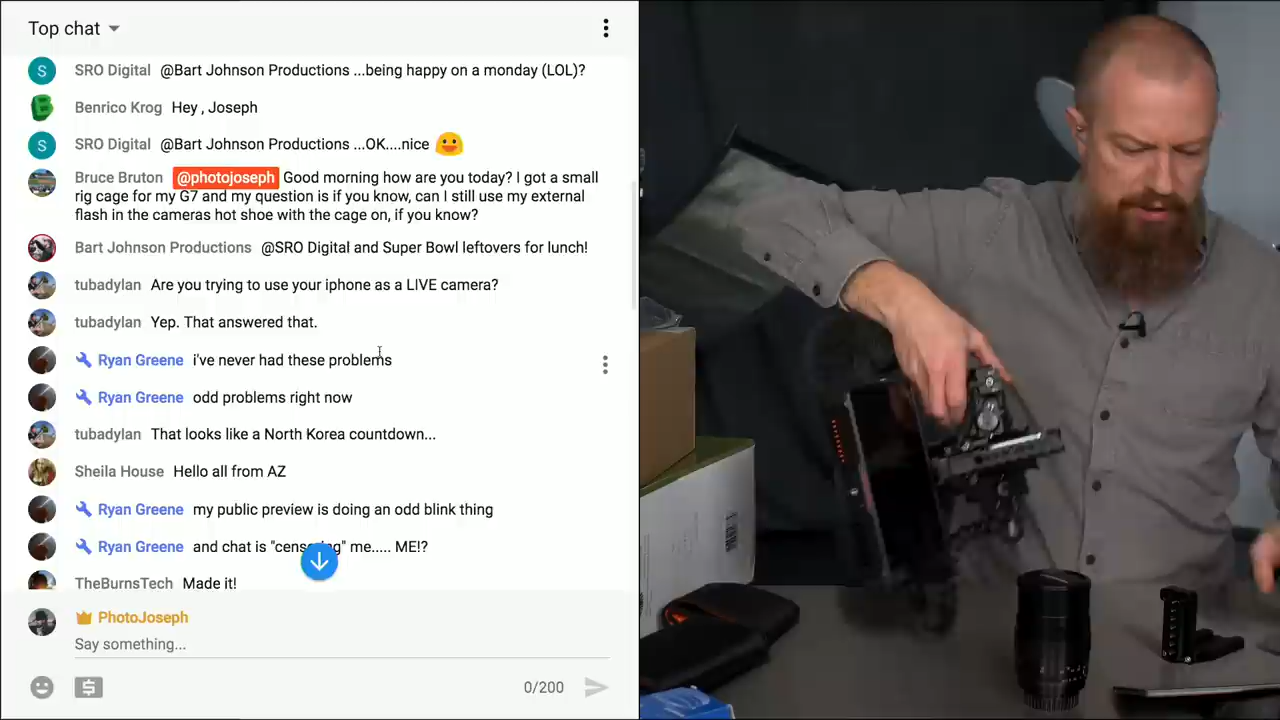 Top chat
S SRO Digital @Bart Johnson Productions ...being happy on a monday (LOL)?
B Benrico Krog Hey , Joseph
S SRO Digital @Bart Johnson Productions ...OK....nice
Bruce Bruton @photojoseph Good morning how are you today? I got a small
rig cage for my G7 and my question is if you know, can I still use my external
flash in the cameras hot shoe with the cage on, if you know?
Bart Johnson Productions @SRO Digital and Super Bowl leftovers for lunch!
tubadylan Are you trying to use your iphone as a LIVE camera?
tubadylan Yep. That answered that.
Ryan Greene i've never had these problems
Ryan Greene odd problems right now
tubadylan That looks like a North Korea countdown...
Sheila House Hello all from AZ
Ryan Greene my public preview is doing an odd blink thing
Ryan Greene and chat is "censoring" me..... ME!?
TheBurnsTech Made it!
PhotoJoseph
Say something...
0/200